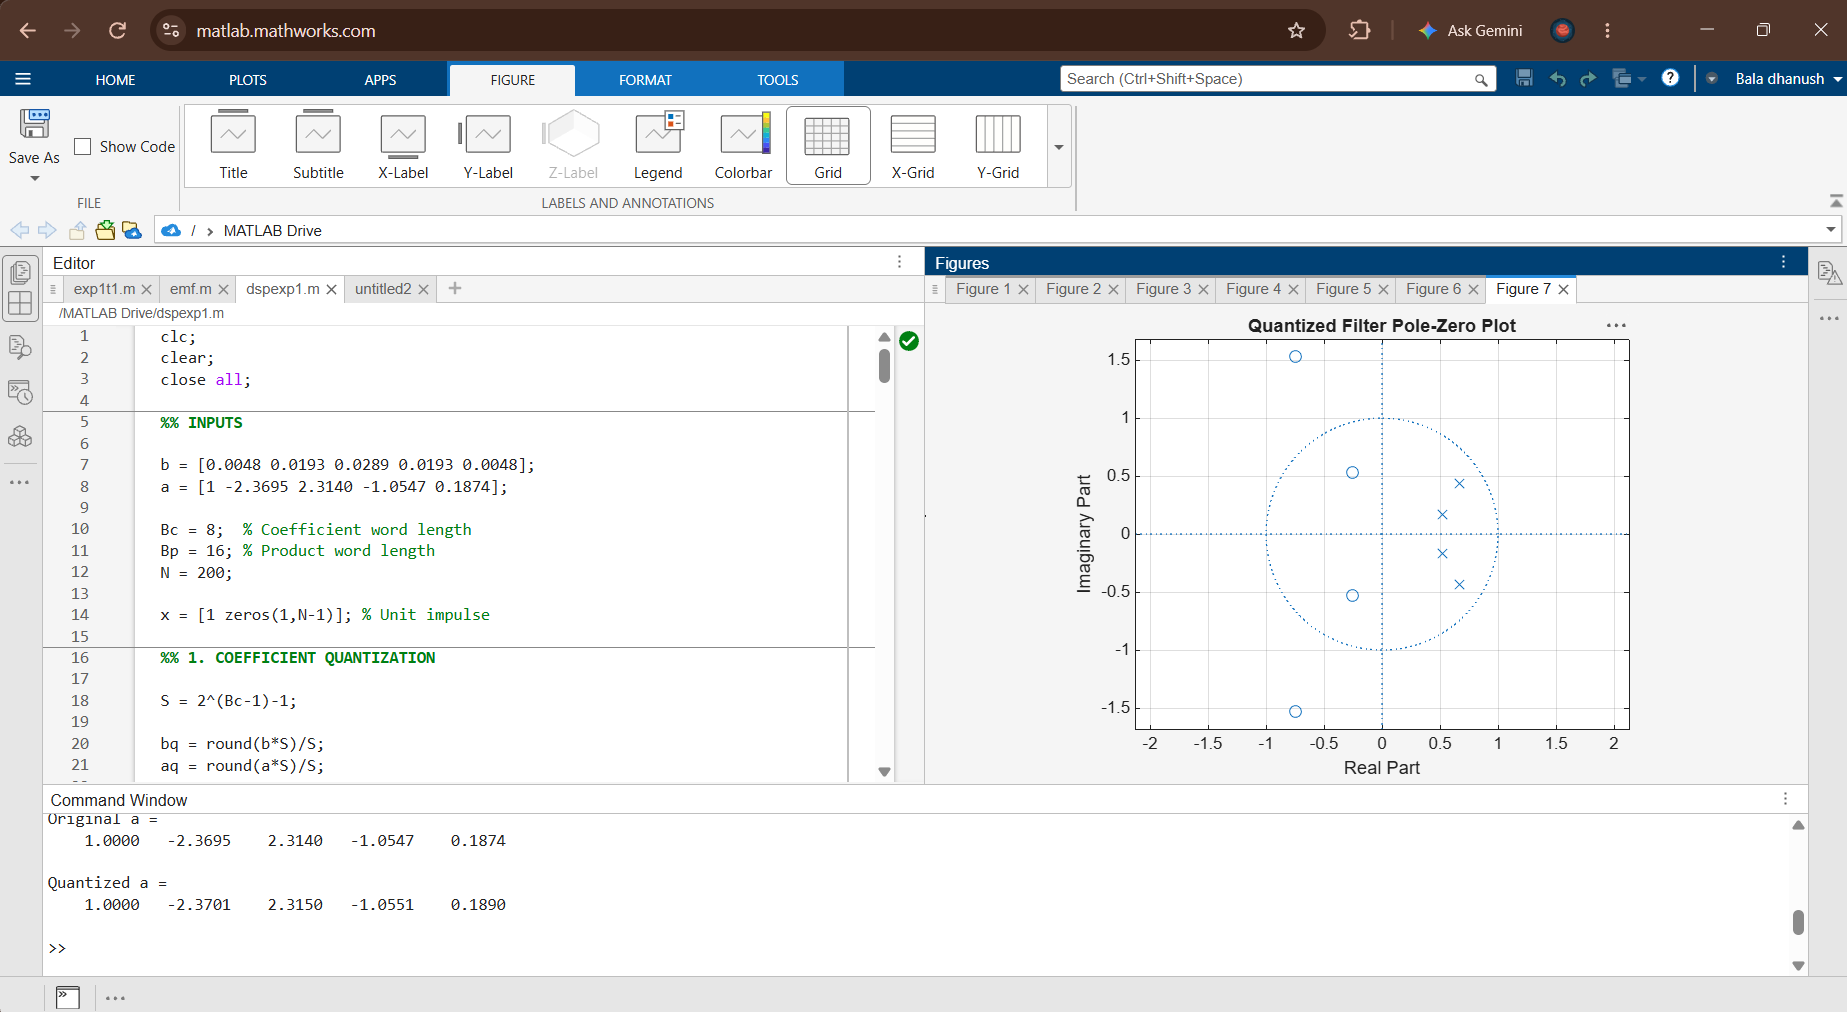 matlab.mathworks.com
Ask Gemini
HOME PLOTS APPS FIGURE FORMAT TOOLS
Search (Ctrl+Shift+Space)
Bala dhanush
Save As
Show Code
Title Subtitle X-Label Y-Label Z-Label Legend Colorbar Grid X-Grid Y-Grid
FILE LABELS AND ANNOTATIONS
/ › MATLAB Drive
Editor
exp1t1.m dspexp1.m emf.m untitled2
/MATLAB Drive/dspexp1.m
1 clc;
2 clear;
3 close all;
4
5 %% INPUTS
6
7 b = [0.0048 0.0193 0.0289 0.0193 0.0048];
8 a = [1 -2.3695 2.3140 -1.0547 0.1874];
9
10 Bc = 8; % Coefficient word length
11 Bp = 16; % Product word length
12 N = 200;
13
14 x = [1 zeros(1,N-1)]; % Unit impulse
15
16 %% 1. COEFFICIENT QUANTIZATION
17
18 S = 2^(Bc-1)-1;
19
20 bq = round(b*S)/S;
21 aq = round(a*S)/S;
Figures
Figure 1 Figure 2 Figure 3 Figure 4 Figure 5 Figure 6 Figure 7
Quantized Filter Pole-Zero Plot
1.5
1
0.5
0
-0.5
-1
-1.5
Imaginary Part
-2 -1.5 -1 -0.5 0 0.5 1 1.5 2
Real Part
Command Window
Original a =
1.0000 -2.3695 2.3140 -1.0547 0.1874
Quantized a =
1.0000 -2.3701 2.3150 -1.0551 0.1890
>>